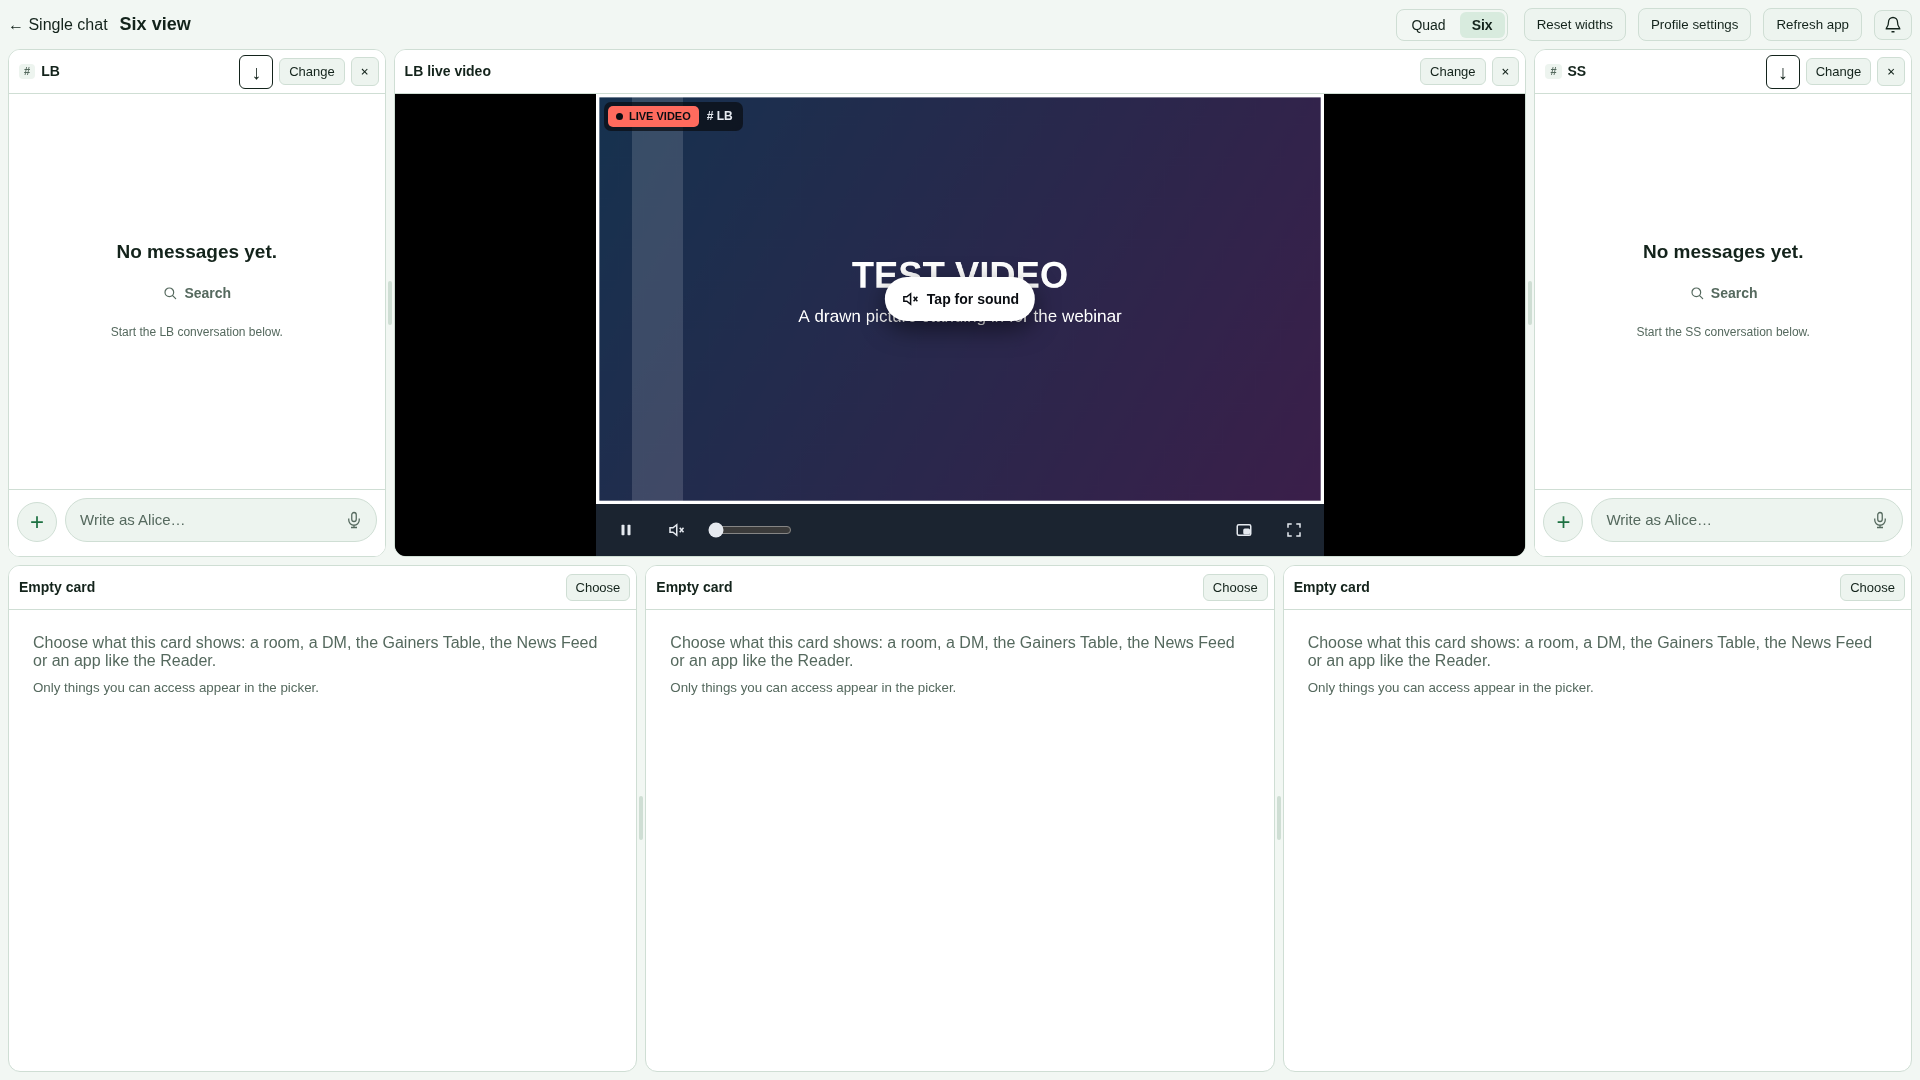 ← Single chat Six view
Quad Six Reset widths Profile settings Refresh app
# LB ↓ Change ×
LB live video Change ×
# SS ↓ Change ×
LIVE VIDEO # LB
No messages yet.
Search
Start the LB conversation below.
TEST VIDEO
Tap for sound
A drawn the webinar
No messages yet.
Search
Start the SS conversation below.
+ Write as Alice…
+ Write as Alice…
Empty card Choose
Choose what this card shows: a room, a DM, the Gainers Table, the News Feed
or an app like the Reader.
Only things you can access appear in the picker.
Empty card Choose
Choose what this card shows: a room, a DM, the Gainers Table, the News Feed
or an app like the Reader.
Only things you can access appear in the picker.
Empty card Choose
Choose what this card shows: a room, a DM, the Gainers Table, the News Feed
or an app like the Reader.
Only things you can access appear in the picker.